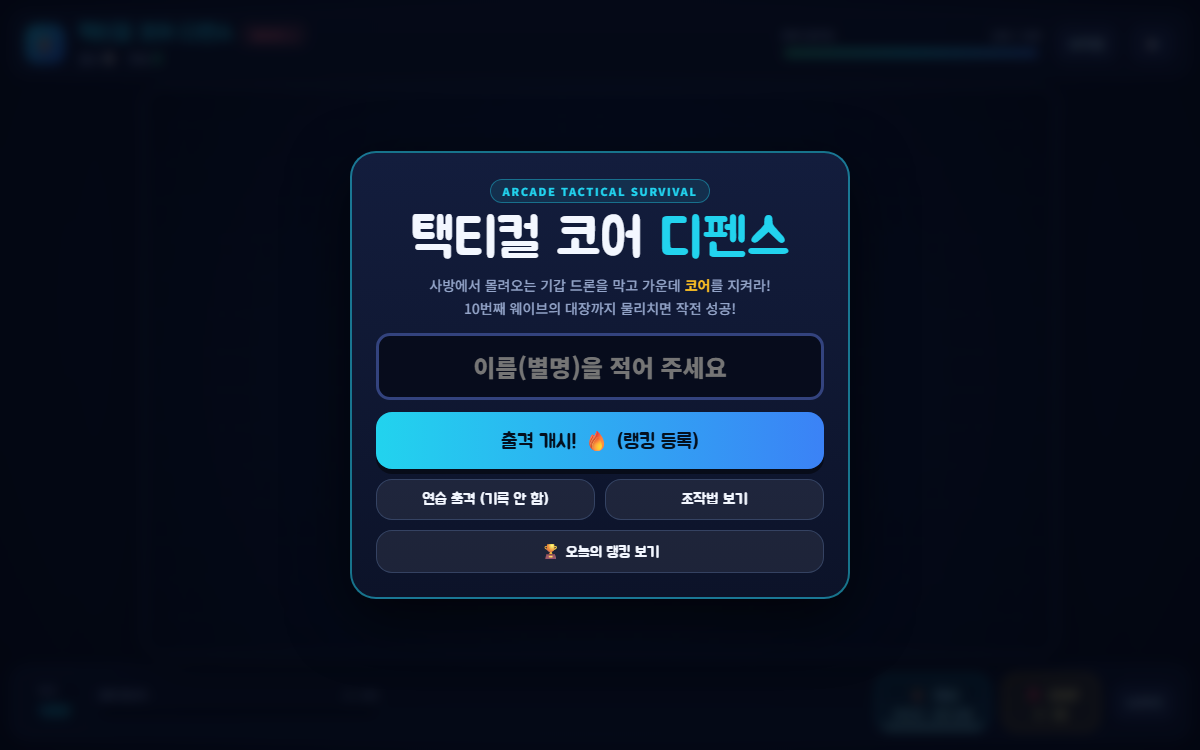 ARCADE TACTICAL SURVIVAL
택티컬 코어 디펜스
사방에서 몰려오는 기갑 드론을 막고 가운데 코어를 지켜라!
10번째 웨이브의 대장까지 물리치면 작전 성공!
이름(별명)을 적어 주세요
출격 개시! 🔥 (랭킹 등록)
연습 출격 (기록 안 함)
조작법 보기
🏆 오늘의 랭킹 보기